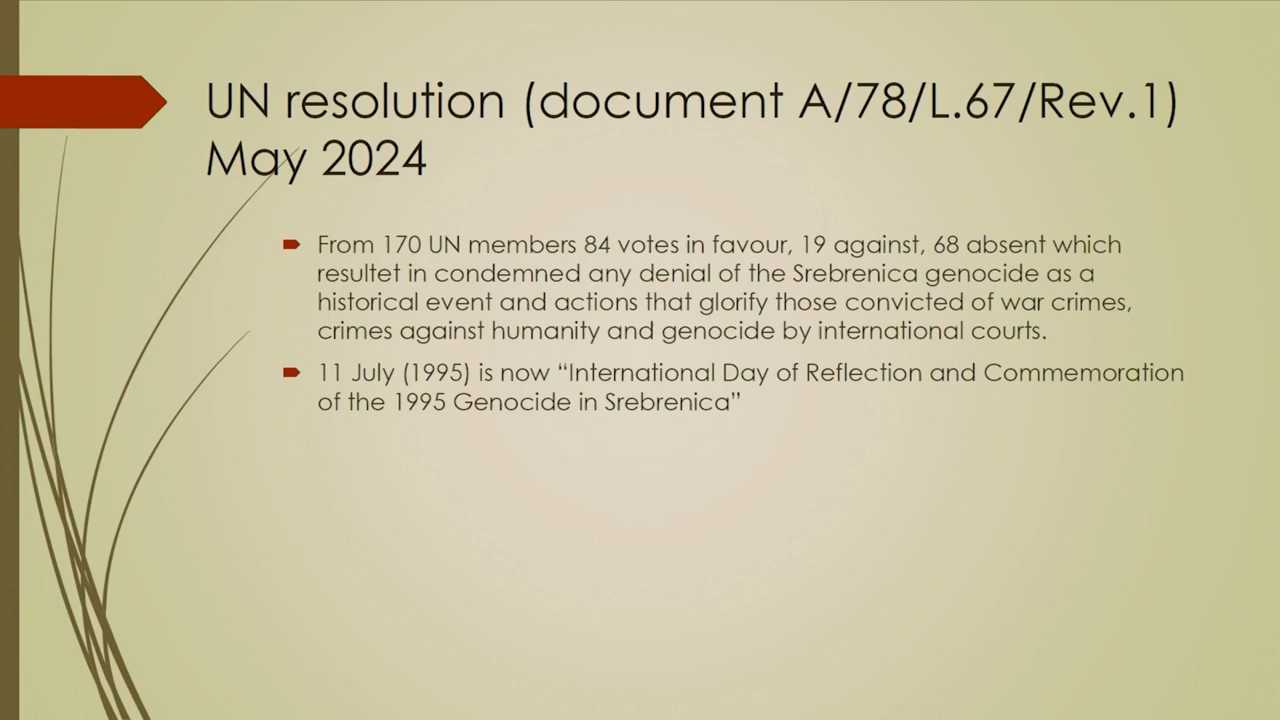 UN resolution (document A/78/L.67/Rev.1)
May 2024
From 170 UN members 84 votes in favour, 19 against, 68 absent which
resultet in condemned any denial of the Srebrenica genocide as a
historical event and actions that glorify those convicted of war crimes,
crimes against humanity and genocide by international courts.
11 July (1995) is now “International Day of Reflection and Commemoration
of the 1995 Genocide in Srebrenica”